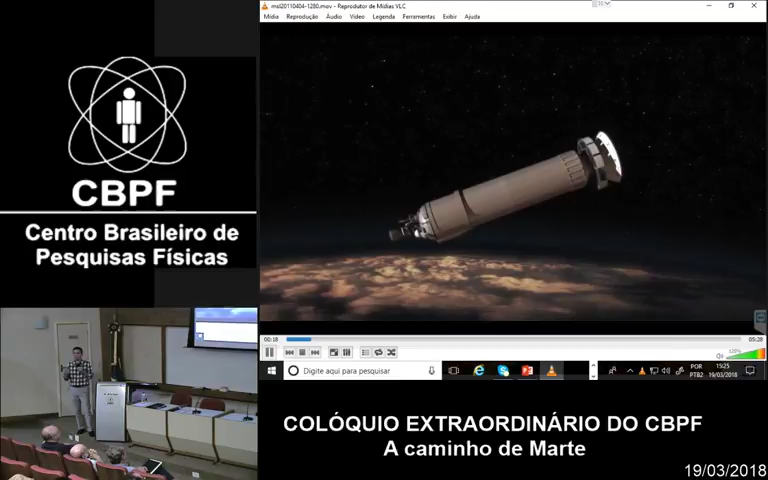 CBPF
Centro Brasileiro de
Pesquisas Físicas
msl20110404-1280.mov - Reprodutor de Mídias VLC
Mídia Reprodução Áudio Vídeo Legenda Ferramentas Exibir Ajuda
00:18
05:28
120%
Digite aqui para pesquisar
POR
PTB2
15:25
19/03/2018
COLÓQUIO EXTRAORDINÁRIO DO CBPF
A caminho de Marte
19/03/2018